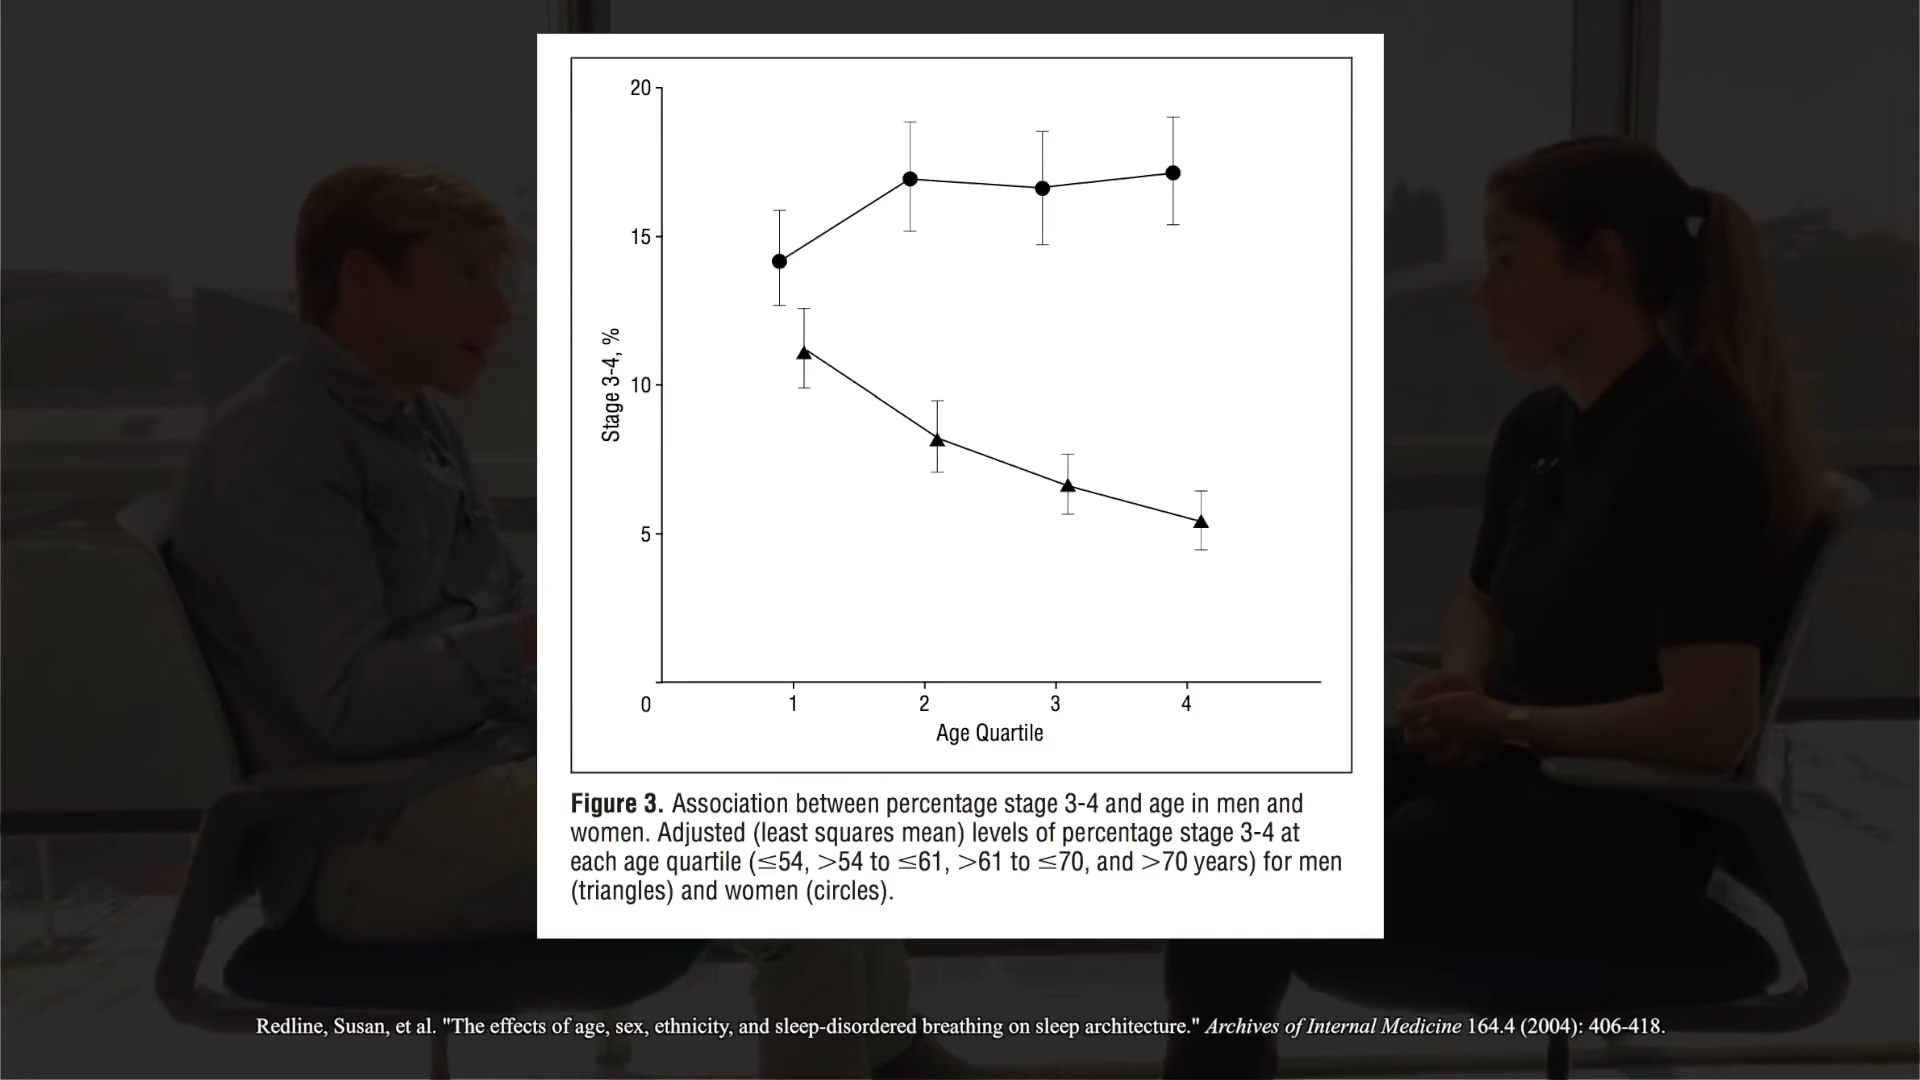 20
15
10
5
0
Stage 3-4, %
1 2 3 4
Age Quartile
Figure 3. Association between percentage stage 3-4 and age in men and
women. Adjusted (least squares mean) levels of percentage stage 3-4 at
each age quartile (≤54, >54 to ≤61, >61 to ≤70, and >70 years) for men
(triangles) and women (circles).
Redline, Susan, et al. "The effects of age, sex, ethnicity, and sleep-disordered breathing on sleep architecture." Archives of Internal Medicine 164.4 (2004): 406-418.